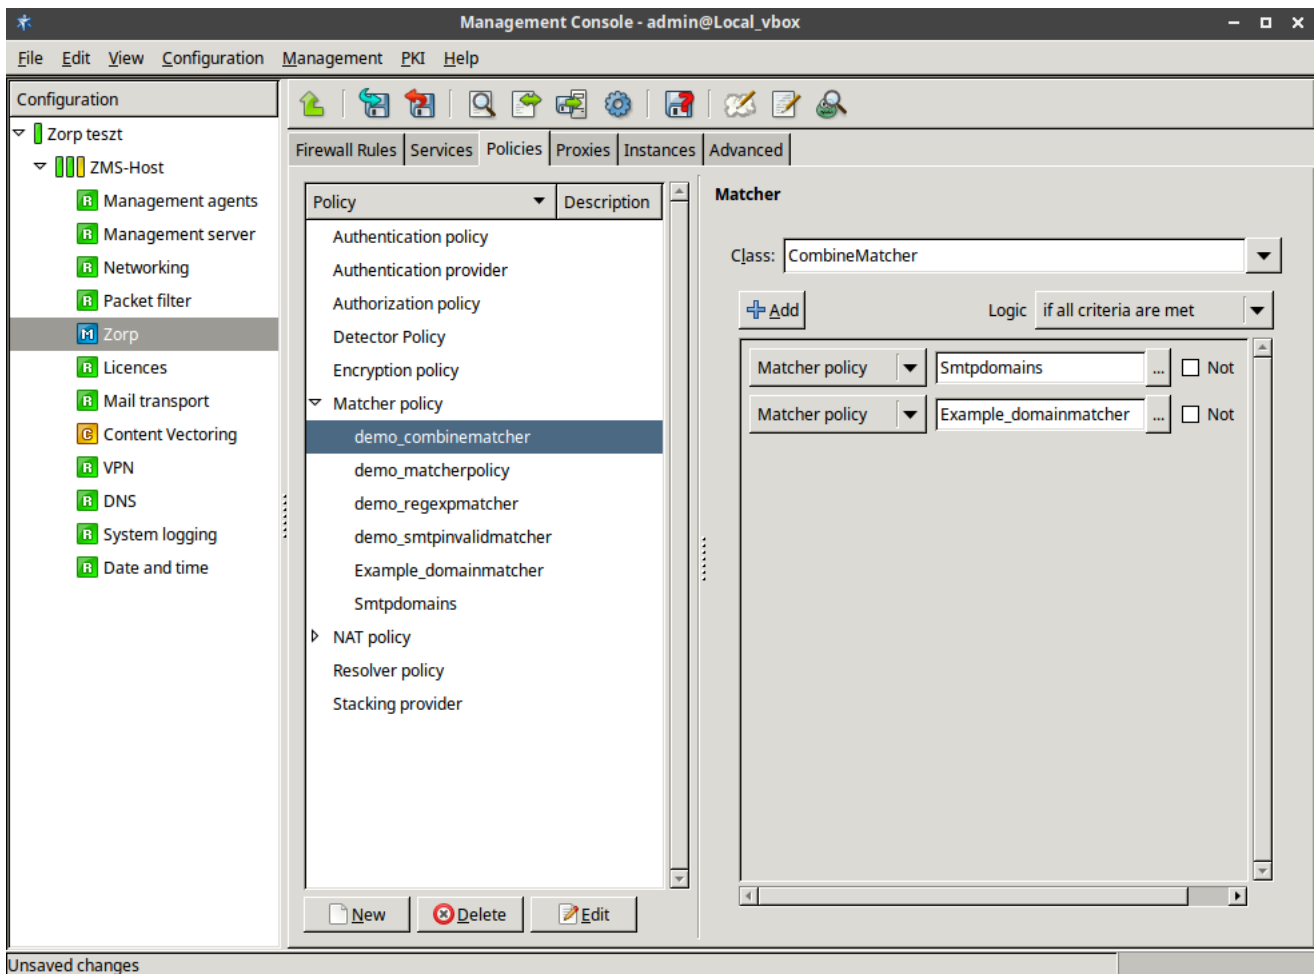 Management Console - admin@Local_vbox
File Edit View Configuration Management PKI Help
Configuration
Zorp teszt
ZMS-Host
R Management agents
R Management server
R Networking
R Packet filter
M Zorp
R Licences
R Mail transport
C Content Vectoring
R VPN
R DNS
R System logging
R Date and time
Firewall Rules Services Policies Proxies Instances Advanced
Policy Description
Authentication policy
Authentication provider
Authorization policy
Detector Policy
Encryption policy
Matcher policy
demo_combinematcher
demo_matcherpolicy
demo_regexpmatcher
demo_smtpinvalidmatcher
Example_domainmatcher
Smtpdomains
NAT policy
Resolver policy
Stacking provider
New Delete Edit
Matcher
Class: CombineMatcher
Add Logic if all criteria are met
Matcher policy Smtpdomains ... Not
Matcher policy Example_domainmatcher ... Not
Unsaved changes